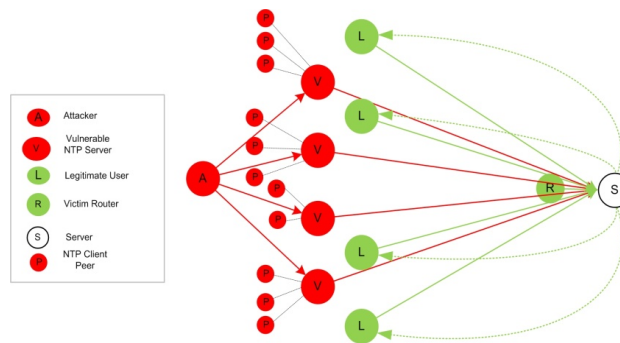 A Attacker
V Vulnerable
NTP Server
L Legitimate User
R Victim Router
S Server
P NTP Client
Peer
P
P
P
V
L
P
P
P
V
L
A
P
P
V
R
S
L
P
P
P
V
L